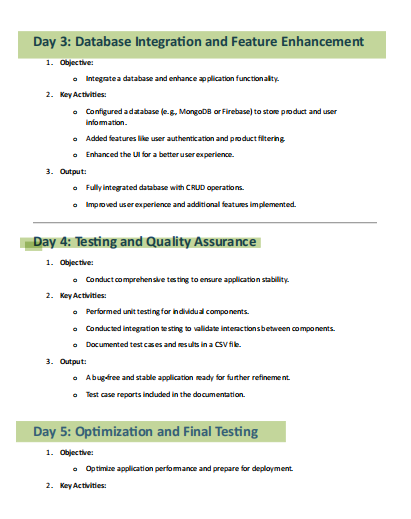 Day 3: Database Integration and Feature Enhancement
1. Objective:
o Integrate a database and enhance application functionality.
2. Key Activities:
o Configured a database (e.g., MongoDB or Firebase) to store product and user
information.
o Added features like user authentication and product filtering.
o Enhanced the UI for a better user experience.
3. Output:
o Fully integrated database with CRUD operations.
o Improved user experience and additional features implemented.
Day 4: Testing and Quality Assurance
1. Objective:
o Conduct comprehensive testing to ensure application stability.
2. Key Activities:
o Performed unit testing for individual components.
o Conducted integration testing to validate interactions between components.
o Documented test cases and results in a CSV file.
3. Output:
o A bug-free and stable application ready for further refinement.
o Test case reports included in the documentation.
Day 5: Optimization and Final Testing
1. Objective:
o Optimize application performance and prepare for deployment.
2. Key Activities: